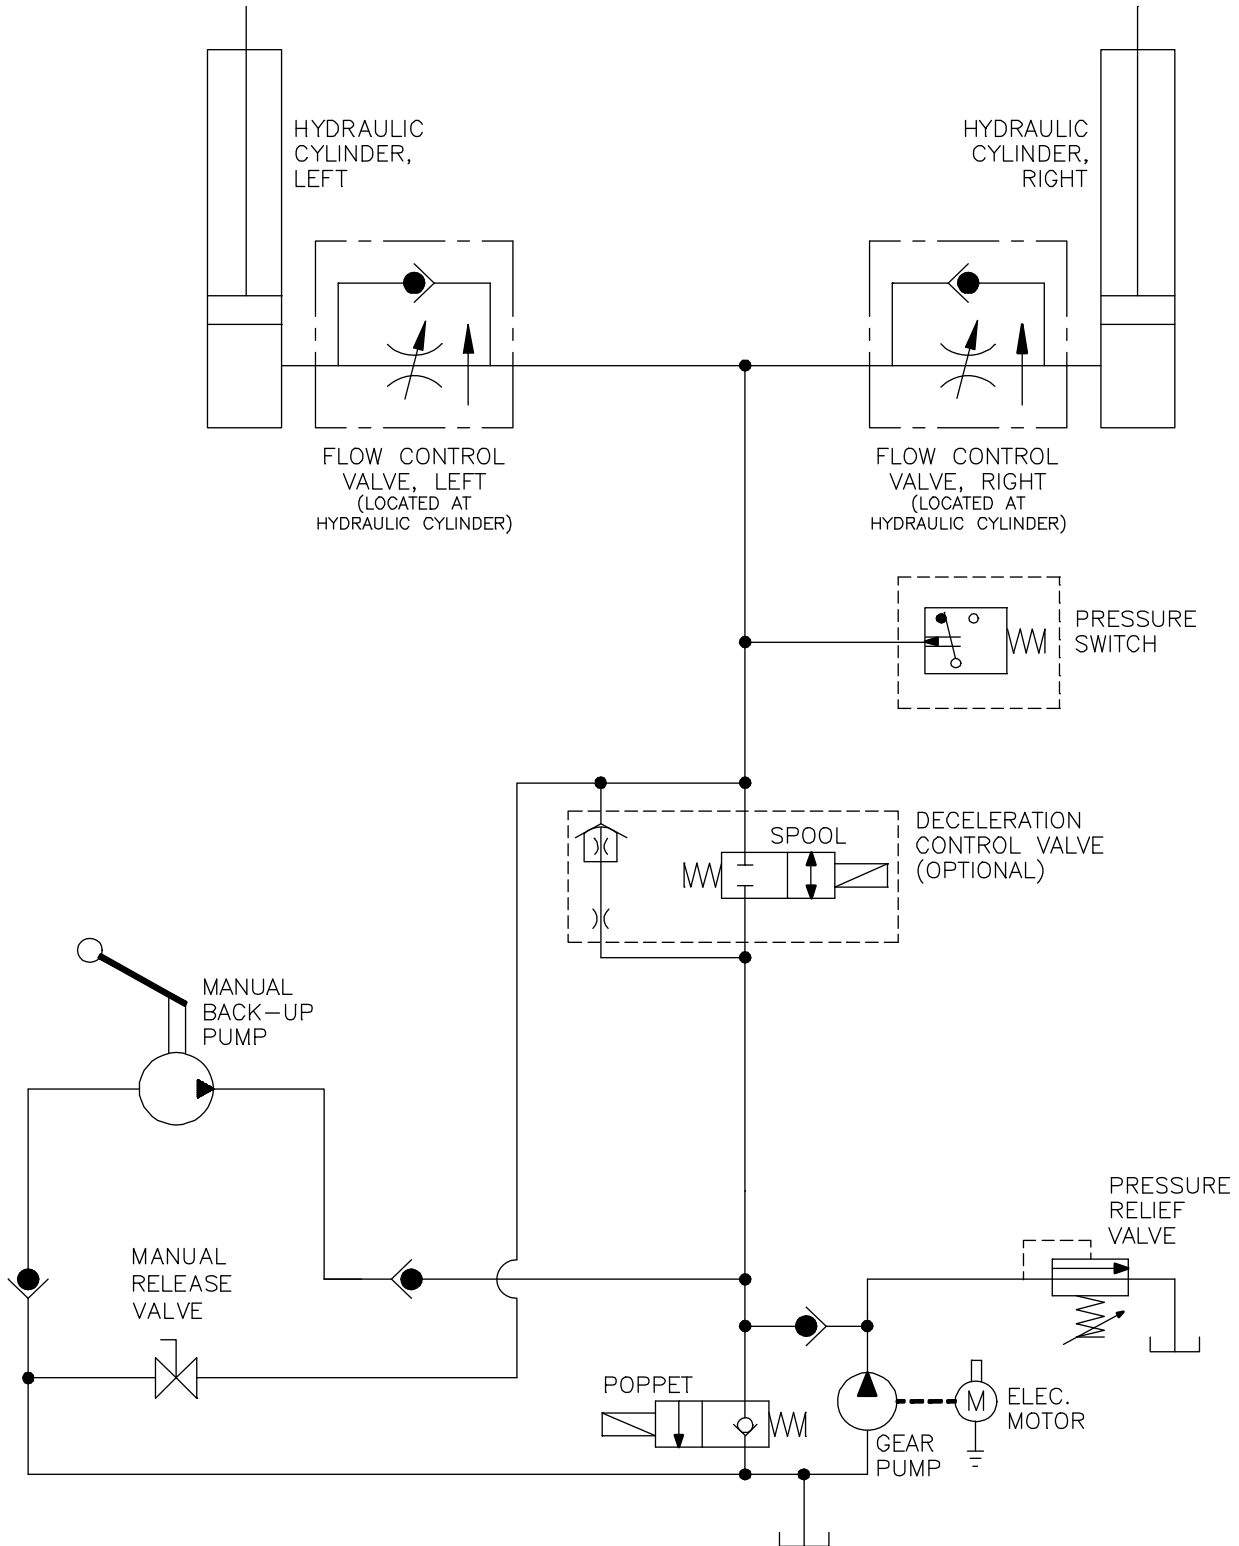 HYDRAULIC
CYLINDER,
LEFT
HYDRAULIC
CYLINDER,
RIGHT
FLOW CONTROL
VALVE, LEFT
(LOCATED AT
HYDRAULIC CYLINDER)
FLOW CONTROL
VALVE, RIGHT
(LOCATED AT
HYDRAULIC CYLINDER)
PRESSURE
SWITCH
SPOOL
DECELERATION
CONTROL VALVE
(OPTIONAL)
MANUAL
BACK-UP
PUMP
PRESSURE
RELIEF
VALVE
MANUAL
RELEASE
VALVE
POPPET
M
ELEC.
MOTOR
GEAR
PUMP